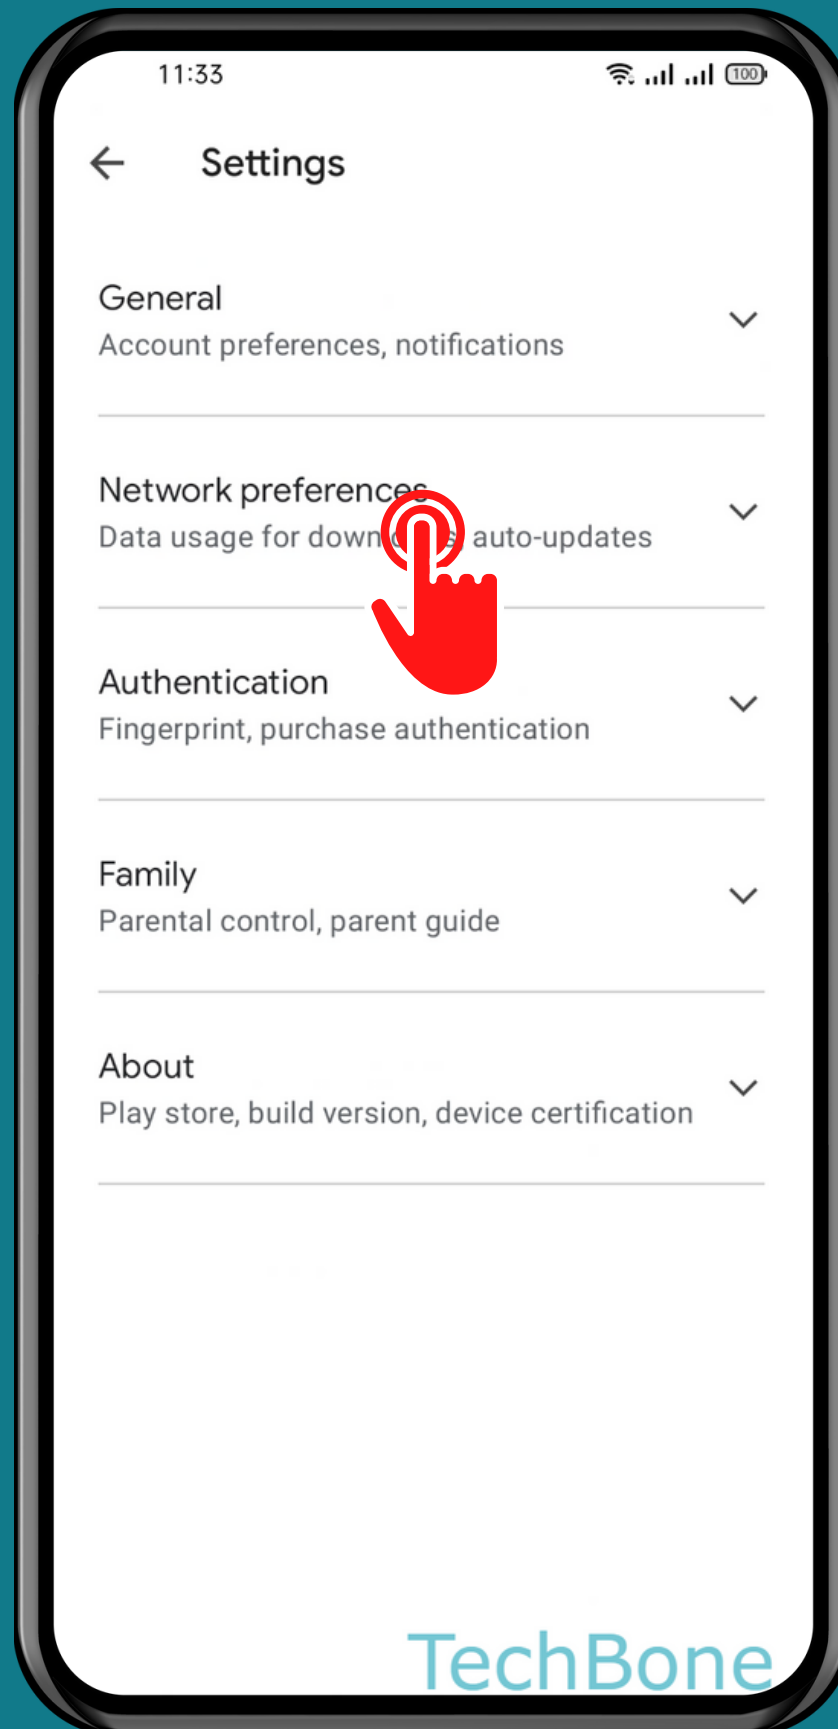 11:33
100
Settings
General
Account preferences, notifications
Network preferences
Data usage for auto-updates
Authentication
Fingerprint, purchase authentication
Family
Parental control, parent guide
About
Play store, build version, device certification
TechBone